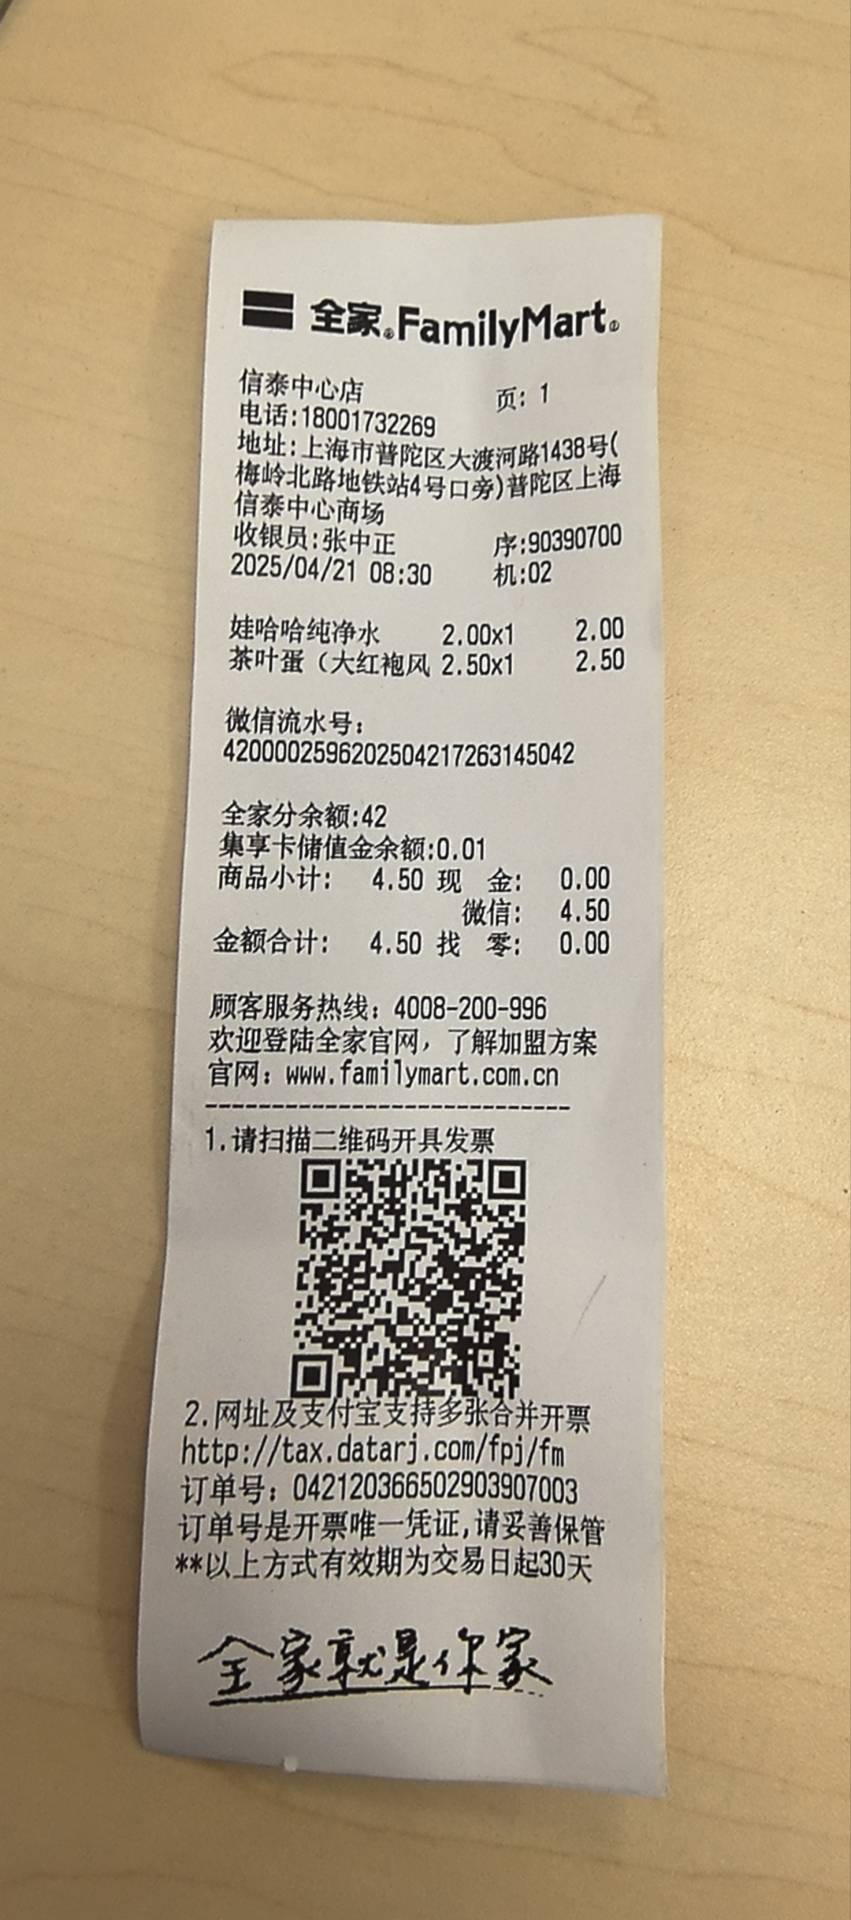 全家 FamilyMart
信泰中心店 页: 1
电话:18001732269
地址:上海市普陀区大渡河路1438号(
梅岭北路地铁站4号口旁)普陀区上海
信泰中心商场
收银员:张中正 序:90390700
2025/04/21 08:30 机:02
娃哈哈纯净水 2.00x1 2.00
茶叶蛋（大红袍风 2.50x1 2.50
微信流水号:
4200002596202504217263145042
全家分余额:42
集享卡储值金余额:0.01
商品小计: 4.50 现 金: 0.00
微信: 4.50
金额合计: 4.50 找 零: 0.00
顾客服务热线: 4008-200-996
欢迎登陆全家官网，了解加盟方案
官网: www.familymart.com.cn
----------------------------
1.请扫描二维码开具发票
2.网址及支付宝支持多张合并开票
http://tax.datarj.com/fpj/fm
订单号: 0421203665029039070​03
订单号是开票唯一凭证,请妥善保管
**以上方式有效期为交易日起30天
全家就是你家